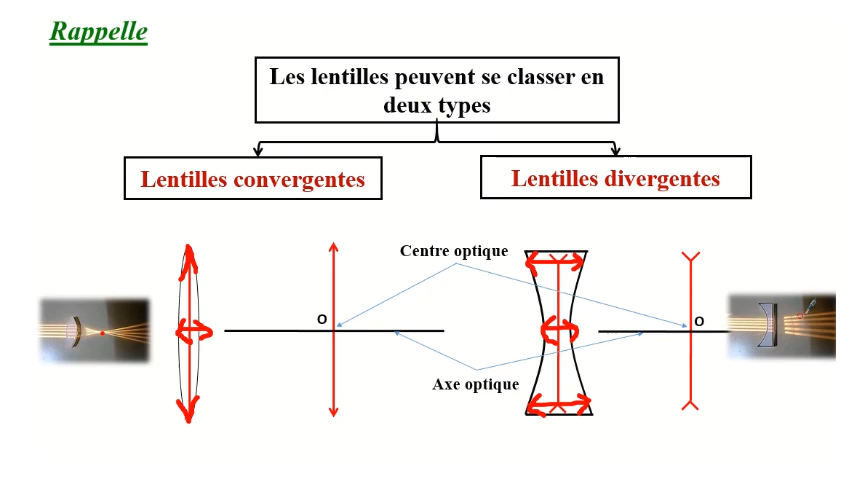 Rappelle
Les lentilles peuvent se classer en
deux types
Lentilles convergentes
Lentilles divergentes
Centre optique
O
O
Axe optique